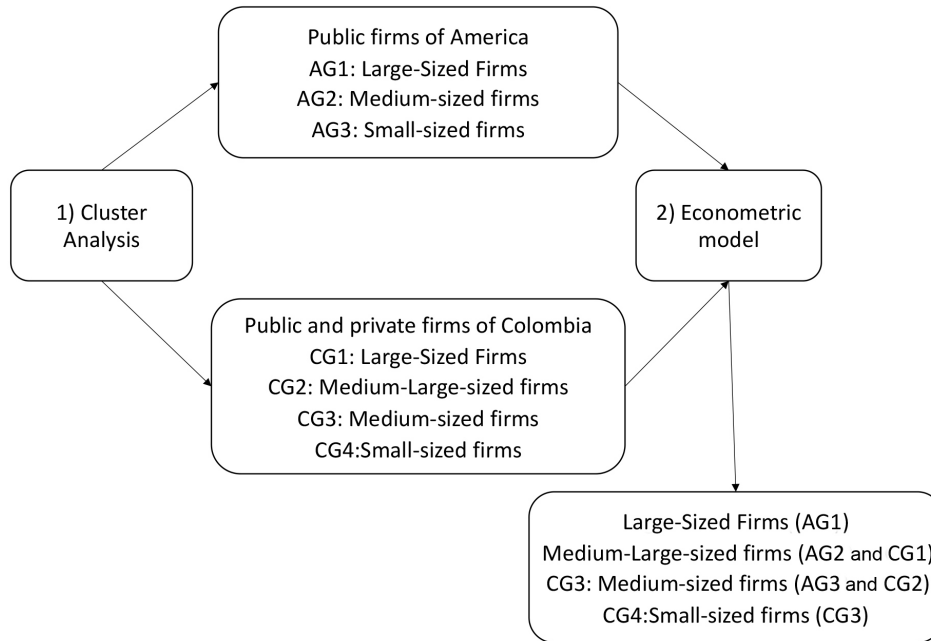 Public firms of America
AG1: Large-Sized Firms
AG2: Medium-sized firms
AG3: Small-sized firms
1) Cluster
Analysis
2) Econometric
model
Public and private firms of Colombia
CG1: Large-Sized Firms
CG2: Medium-Large-sized firms
CG3: Medium-sized firms
CG4:Small-sized firms
Large-Sized Firms (AG1)
Medium-Large-sized firms (AG2 and CG1)
CG3: Medium-sized firms (AG3 and CG2)
CG4:Small-sized firms (CG3)